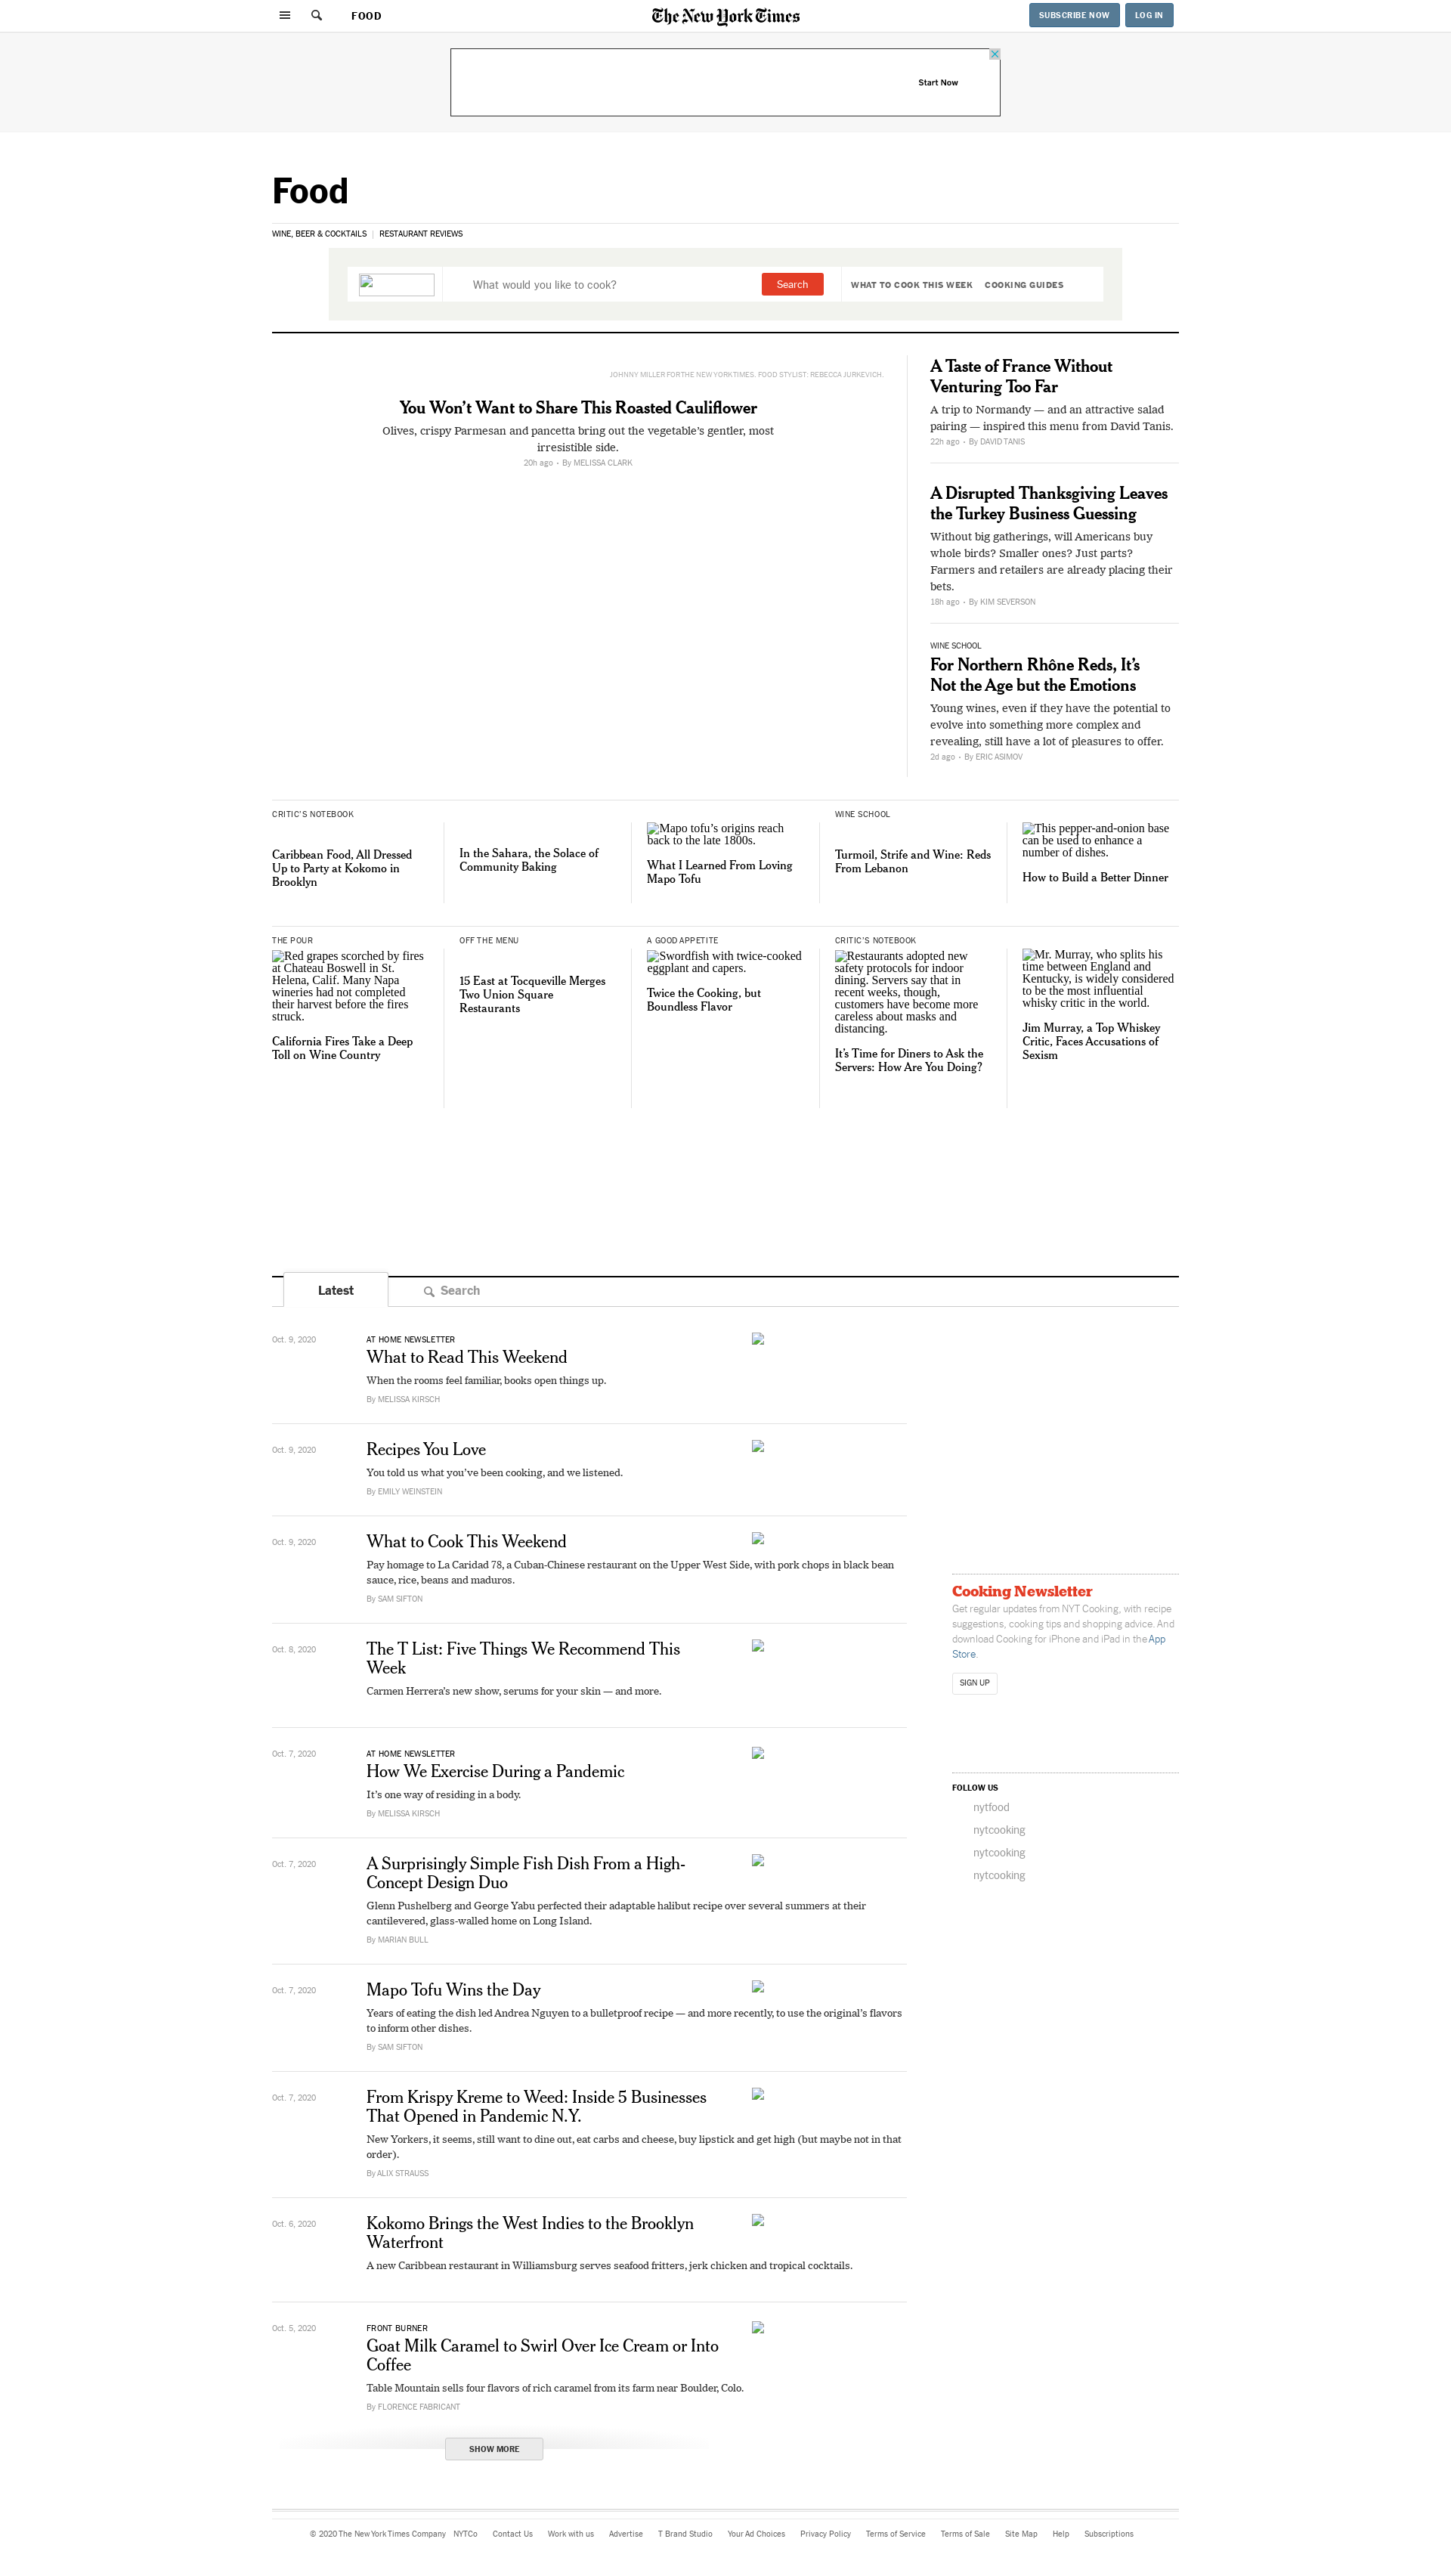 FOOD
The New York Times
SUBSCRIBE NOW
LOG IN
Start Now
Food
WINE, BEER & COCKTAILS | RESTAURANT REVIEWS
What would you like to cook?
Search
WHAT TO COOK THIS WEEK
COOKING GUIDES
JOHNNY MILLER FOR THE NEW YORK TIMES. FOOD STYLIST: REBECCA JURKEVICH.
You Won’t Want to Share This Roasted Cauliflower
Olives, crispy Parmesan and pancetta bring out the vegetable’s gentler, most
irresistible side.
20h ago • By MELISSA CLARK
A Taste of France Without
Venturing Too Far
A trip to Normandy — and an attractive salad
pairing — inspired this menu from David Tanis.
22h ago • By DAVID TANIS
A Disrupted Thanksgiving Leaves
the Turkey Business Guessing
Without big gatherings, will Americans buy
whole birds? Smaller ones? Just parts?
Farmers and retailers are already placing their
bets.
18h ago • By KIM SEVERSON
WINE SCHOOL
For Northern Rhône Reds, It’s
Not the Age but the Emotions
Young wines, even if they have the potential to
evolve into something more complex and
revealing, still have a lot of pleasures to offer.
2d ago • By ERIC ASIMOV
CRITIC’S NOTEBOOK
Caribbean Food, All Dressed
Up to Party at Kokomo in
Brooklyn
In the Sahara, the Solace of
Community Baking
Mapo tofu’s origins reach
back to the late 1800s.
What I Learned From Loving
Mapo Tofu
WINE SCHOOL
Turmoil, Strife and Wine: Reds
From Lebanon
This pepper-and-onion base
can be used to enhance a
number of dishes.
How to Build a Better Dinner
THE POUR
Red grapes scorched by fires
at Chateau Boswell in St.
Helena, Calif. Many Napa
wineries had not completed
their harvest before the fires
struck.
California Fires Take a Deep
Toll on Wine Country
OFF THE MENU
15 East at Tocqueville Merges
Two Union Square
Restaurants
A GOOD APPETITE
Swordfish with twice-cooked
eggplant and capers.
Twice the Cooking, but
Boundless Flavor
CRITIC’S NOTEBOOK
Restaurants adopted new
safety protocols for indoor
dining. Servers say that in
recent weeks, though,
customers have become more
careless about masks and
distancing.
It’s Time for Diners to Ask the
Servers: How Are You Doing?
Mr. Murray, who splits his
time between England and
Kentucky, is widely considered
to be the most influential
whisky critic in the world.
Jim Murray, a Top Whiskey
Critic, Faces Accusations of
Sexism
Latest
Search
Oct. 9, 2020
AT HOME NEWSLETTER
What to Read This Weekend
When the rooms feel familiar, books open things up.
By MELISSA KIRSCH
Oct. 9, 2020
Recipes You Love
You told us what you’ve been cooking, and we listened.
By EMILY WEINSTEIN
Oct. 9, 2020
What to Cook This Weekend
Pay homage to La Caridad 78, a Cuban-Chinese restaurant on the Upper West Side, with pork chops in black bean
sauce, rice, beans and maduros.
By SAM SIFTON
Oct. 8, 2020
The T List: Five Things We Recommend This
Week
Carmen Herrera’s new show, serums for your skin — and more.
Oct. 7, 2020
AT HOME NEWSLETTER
How We Exercise During a Pandemic
It’s one way of residing in a body.
By MELISSA KIRSCH
Oct. 7, 2020
A Surprisingly Simple Fish Dish From a High-
Concept Design Duo
Glenn Pushelberg and George Yabu perfected their adaptable halibut recipe over several summers at their
cantilevered, glass-walled home on Long Island.
By MARIAN BULL
Oct. 7, 2020
Mapo Tofu Wins the Day
Years of eating the dish led Andrea Nguyen to a bulletproof recipe — and more recently, to use the original’s flavors
to inform other dishes.
By SAM SIFTON
Oct. 7, 2020
From Krispy Kreme to Weed: Inside 5 Businesses
That Opened in Pandemic N.Y.
New Yorkers, it seems, still want to dine out, eat carbs and cheese, buy lipstick and get high (but maybe not in that
order).
By ALIX STRAUSS
Oct. 6, 2020
Kokomo Brings the West Indies to the Brooklyn
Waterfront
A new Caribbean restaurant in Williamsburg serves seafood fritters, jerk chicken and tropical cocktails.
Oct. 5, 2020
FRONT BURNER
Goat Milk Caramel to Swirl Over Ice Cream or Into
Coffee
Table Mountain sells four flavors of rich caramel from its farm near Boulder, Colo.
By FLORENCE FABRICANT
SHOW MORE
Cooking Newsletter
Get regular updates from NYT Cooking, with recipe
suggestions, cooking tips and shopping advice. And
download Cooking for iPhone and iPad in the App
Store.
SIGN UP
FOLLOW US
nytfood
nytcooking
nytcooking
nytcooking
© 2020 The New York Times Company NYTCo Contact Us Work with us Advertise T Brand Studio Your Ad Choices Privacy Policy Terms of Service Terms of Sale Site Map Help Subscriptions